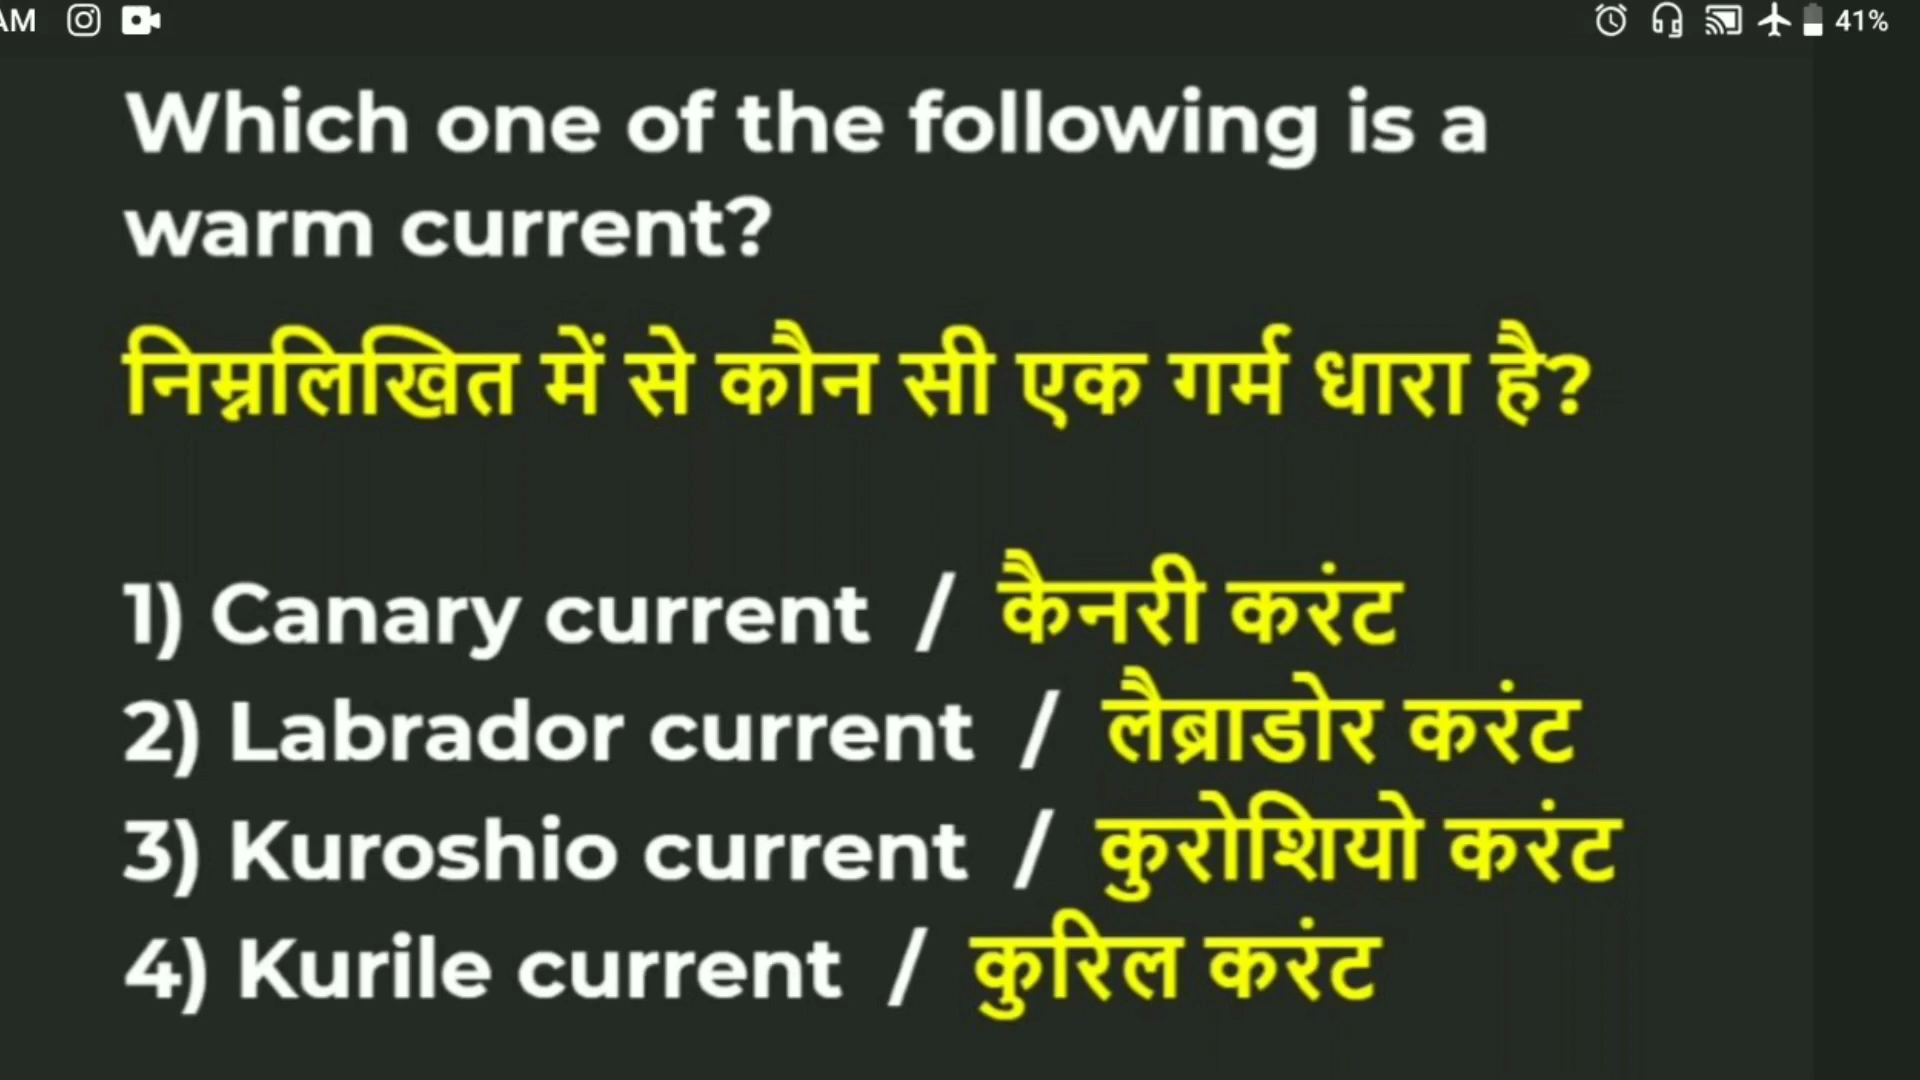 AM 41%
Which one of the following is a
warm current?
निम्नलिखित में से कौन सी एक गर्म धारा है?
1) Canary current / कैनरी करंट
2) Labrador current / लैब्राडोर करंट
3) Kuroshio current / कुरोशियो करंट
4) Kurile current / कुरिल करंट